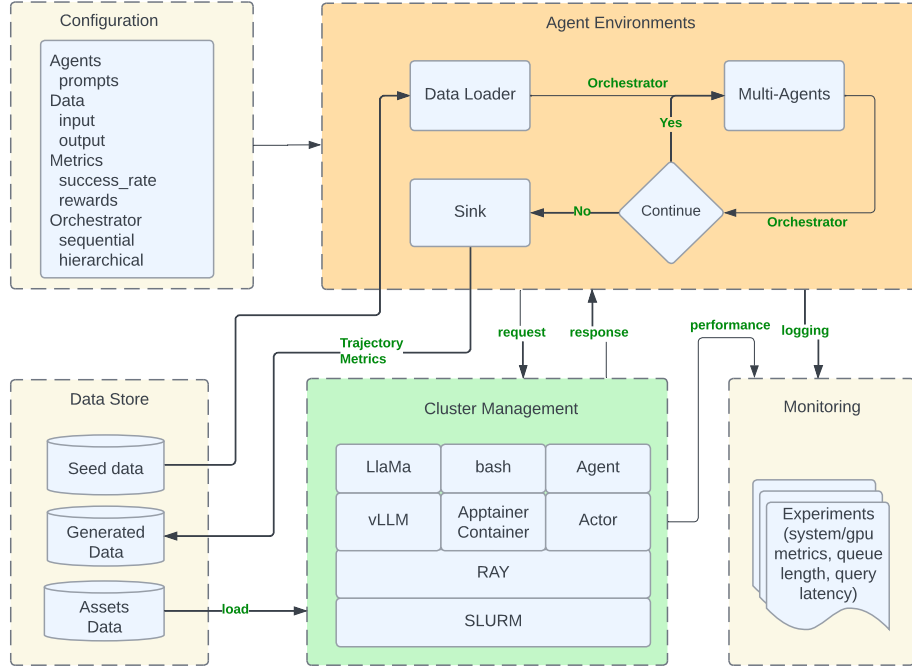 Configuration
Agents
prompts
Data
input
output
Metrics
success_rate
rewards
Orchestrator
sequential
hierarchical
Agent Environments
Data Loader
Orchestrator
Multi-Agents
Yes
Sink
No
Continue
Orchestrator
Trajectory
Metrics
request
response
performance
logging
Data Store
Seed data
Generated
Data
Assets
Data
load
Cluster Management
LlaMa
bash
Agent
vLLM
Apptainer
Container
Actor
RAY
SLURM
Monitoring
Experiments
(system/gpu
metrics, queue
length, query
latency)